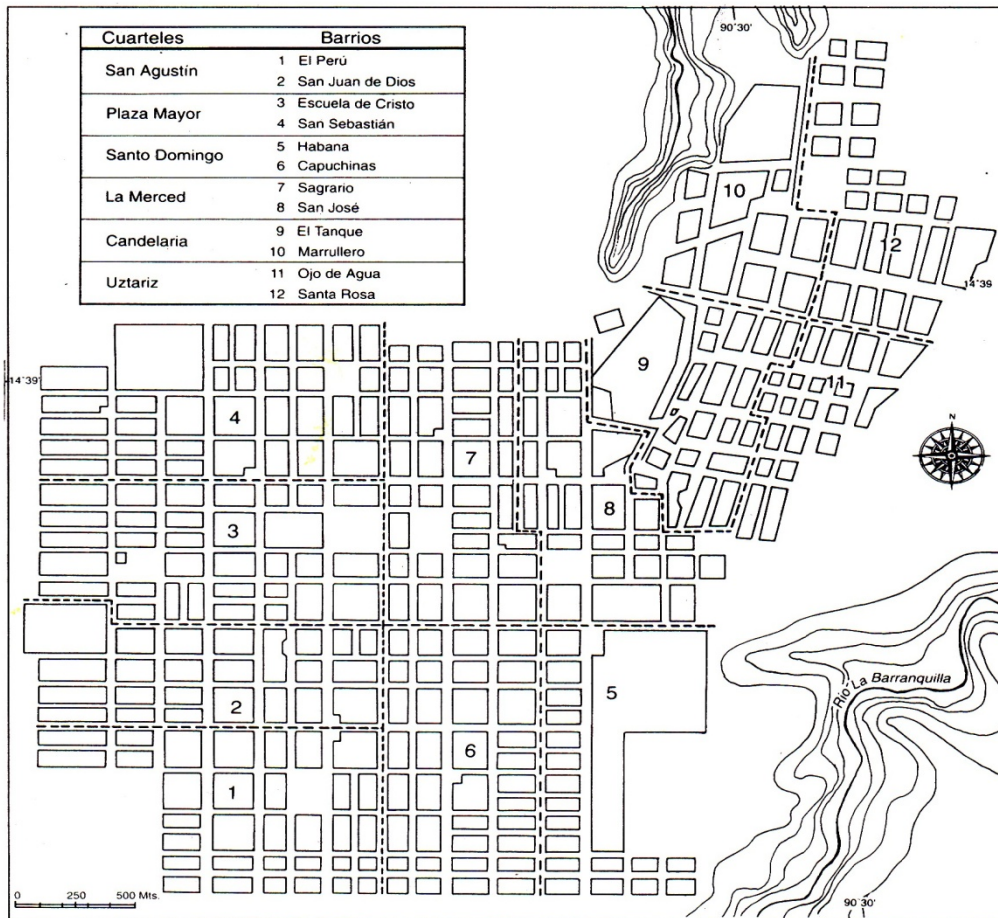 90°30'
Cuarteles Barrios
San Agustín 1 El Perú
2 San Juan de Dios
Plaza Mayor 3 Escuela de Cristo
4 San Sebastián
Santo Domingo 5 Habana
6 Capuchinas
La Merced 7 Sagrario
8 San José
Candelaria 9 El Tanque
10 Marrullero
Uztariz 11 Ojo de Agua
12 Santa Rosa
10
12
14°39
9
14°39'
11
4
7
N
8
3
5
Río La Barranquilla
2
6
1
0 250 500 Mts.
90°30'